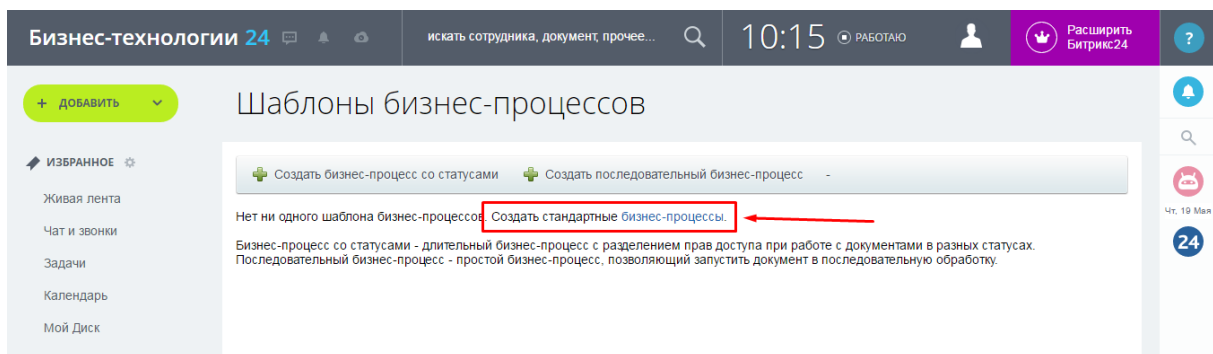 Бизнес-технологии 24
искать сотрудника, документ, прочее...
10:15 РАБОТАЮ
Расширить
Битрикс24
?
+ ДОБАВИТЬ
Шаблоны бизнес-процессов
ИЗБРАННОЕ
Живая лента
Чат и звонки
Задачи
Календарь
Мой Диск
Создать бизнес-процесс со статусами Создать последовательный бизнес-процесс -
Нет ни одного шаблона бизнес-процессов. Создать стандартные бизнес-процессы.
Бизнес-процесс со статусами - длительный бизнес-процесс с разделением прав доступа при работе с документами в разных статусах.
Последовательный бизнес-процесс - простой бизнес-процесс, позволяющий запустить документ в последовательную обработку.
Чт, 19 Мая
24